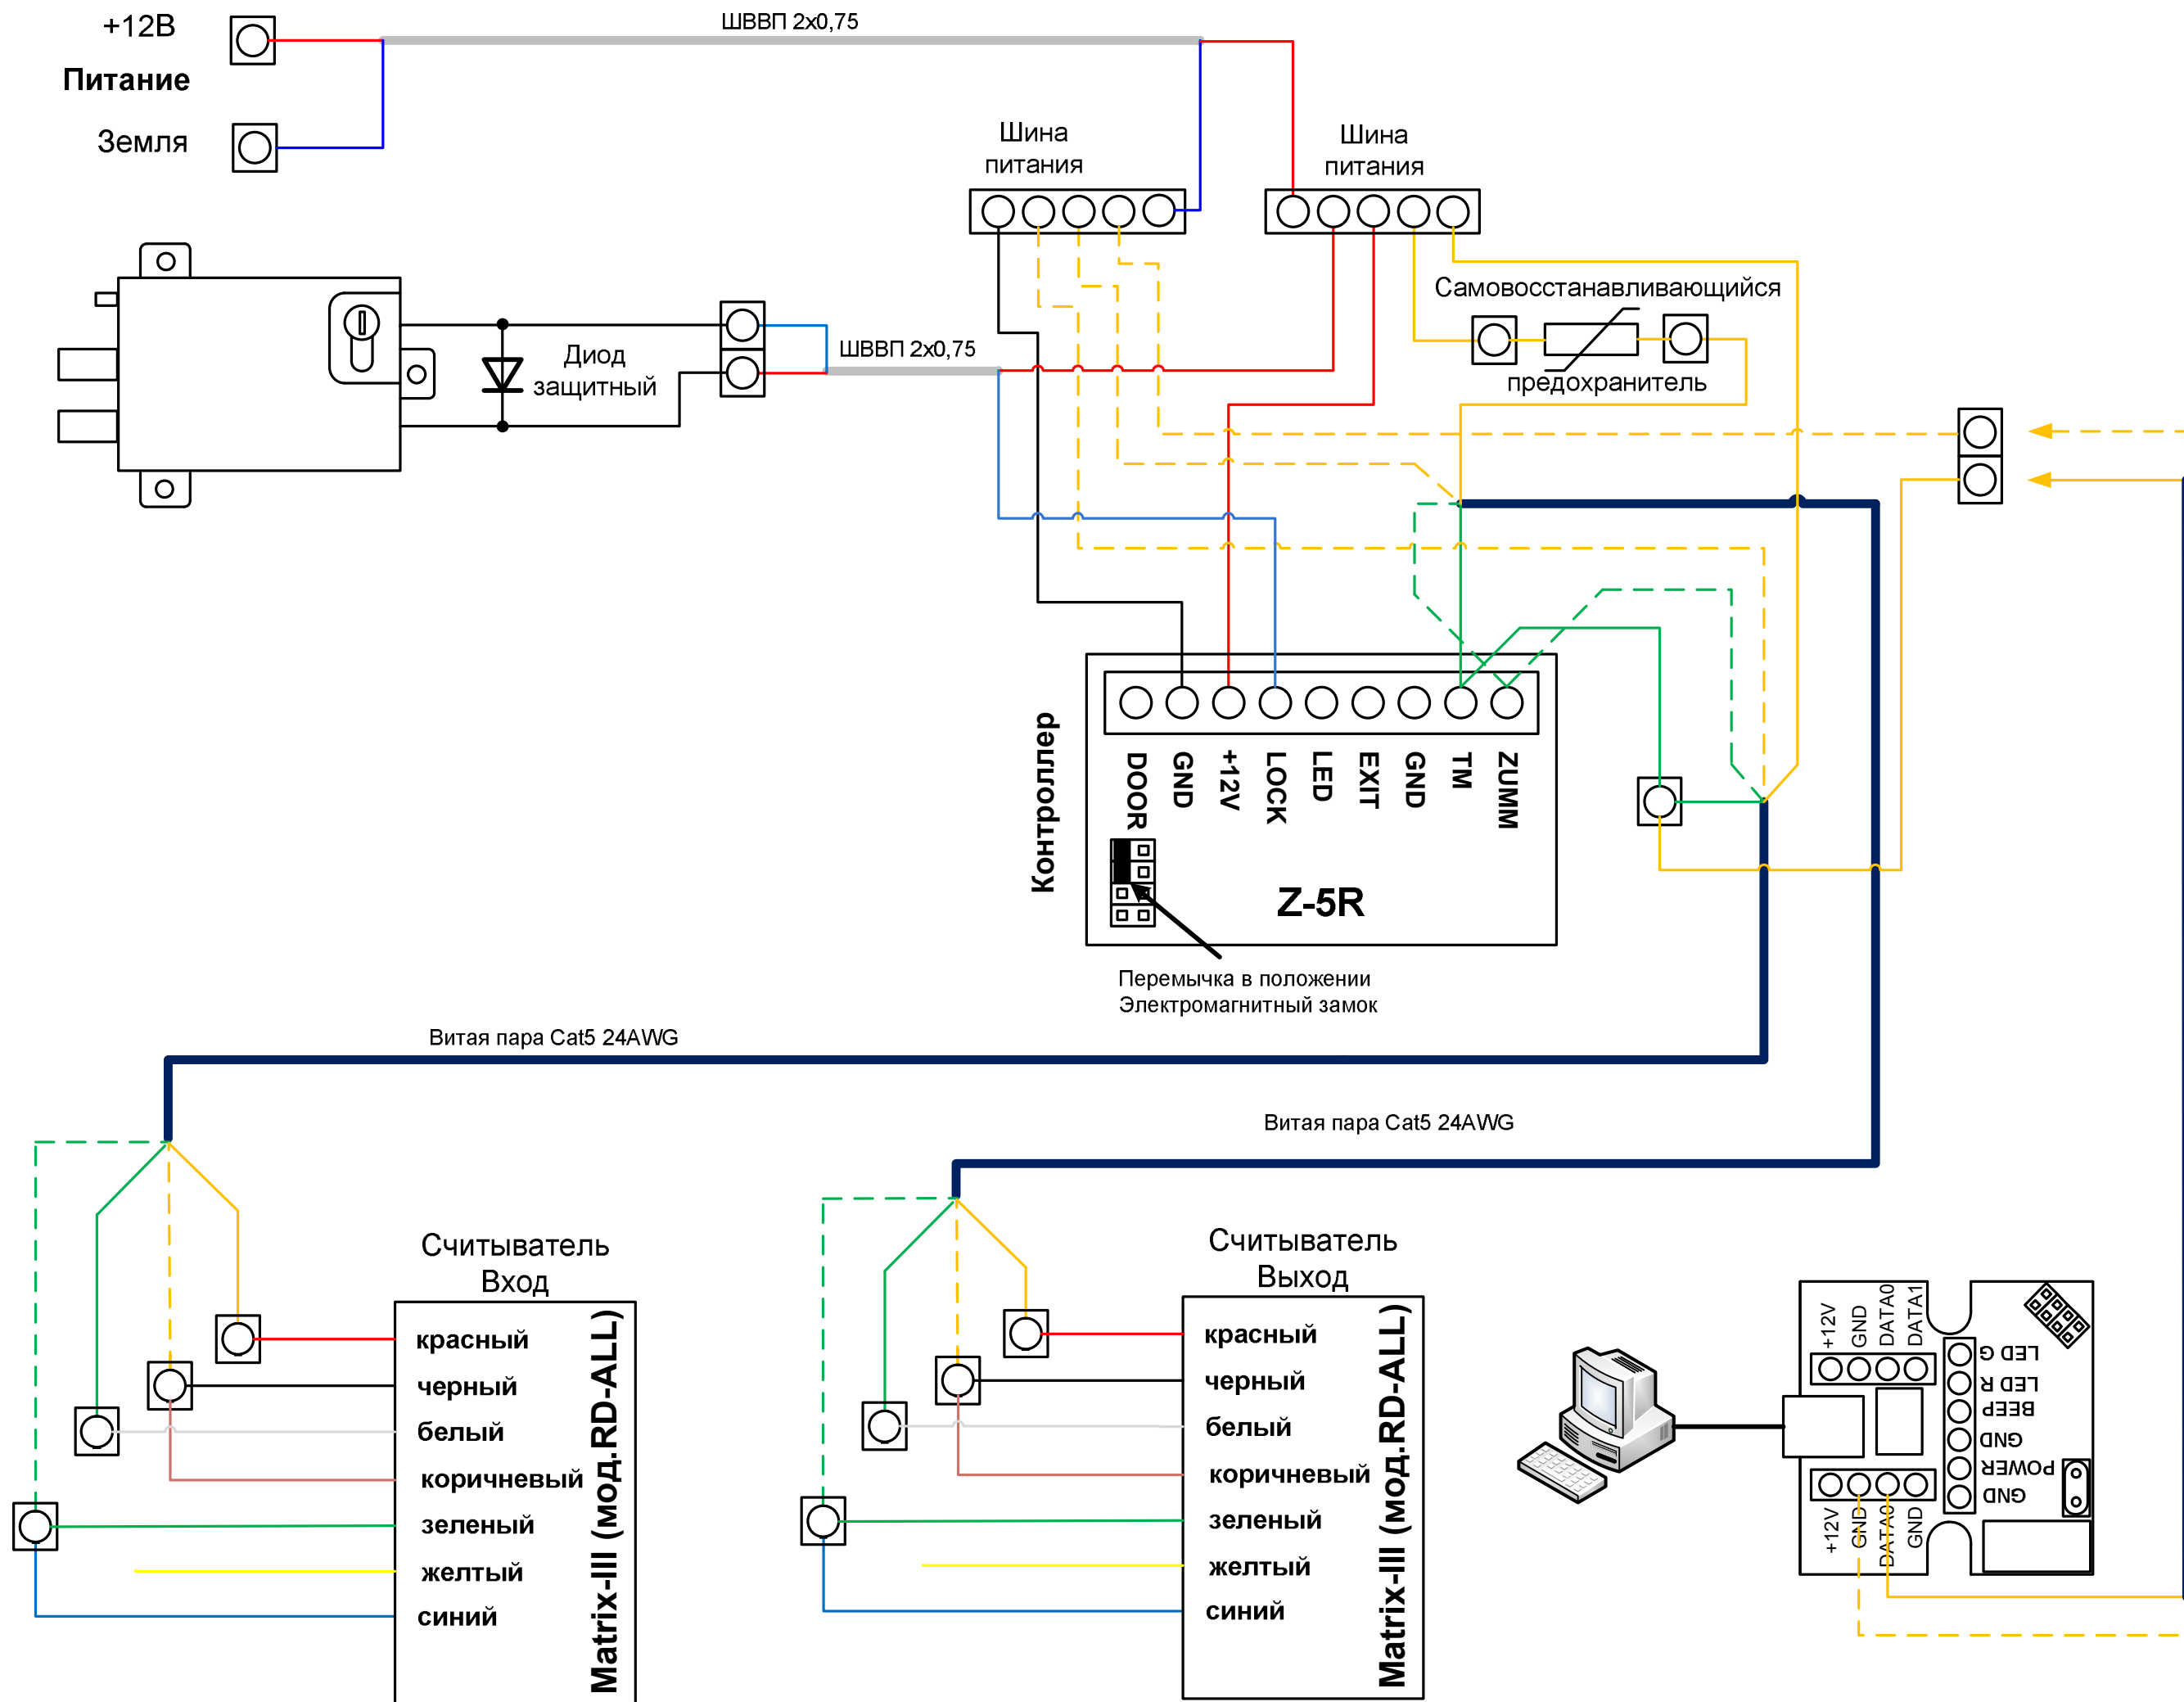 +12В
Питание
Земля
ШВВП 2х0,75
Шина
питания
Шина
питания
Самовосстанавливающийся
предохранитель
Диод
защитный
ШВВП 2х0,75
Контроллер
DOOR
GND
+12V
LOCK
LED
EXIT
GND
TM
ZUMM
Z-5R
Перемычка в положении
Электромагнитный замок
Витая пара Cat5 24AWG
Витая пара Cat5 24AWG
Считыватель
Вход
красный
черный
белый
коричневый
зеленый
желтый
синий
Matrix-III (мод.RD-ALL)
Считыватель
Выход
красный
черный
белый
коричневый
зеленый
желтый
синий
Matrix-III (мод.RD-ALL)
+12V
GND
DATA0
DATA1
LED G
LED R
BEEP
GND
POWER
GND
+12V
GND
DATA0
GND